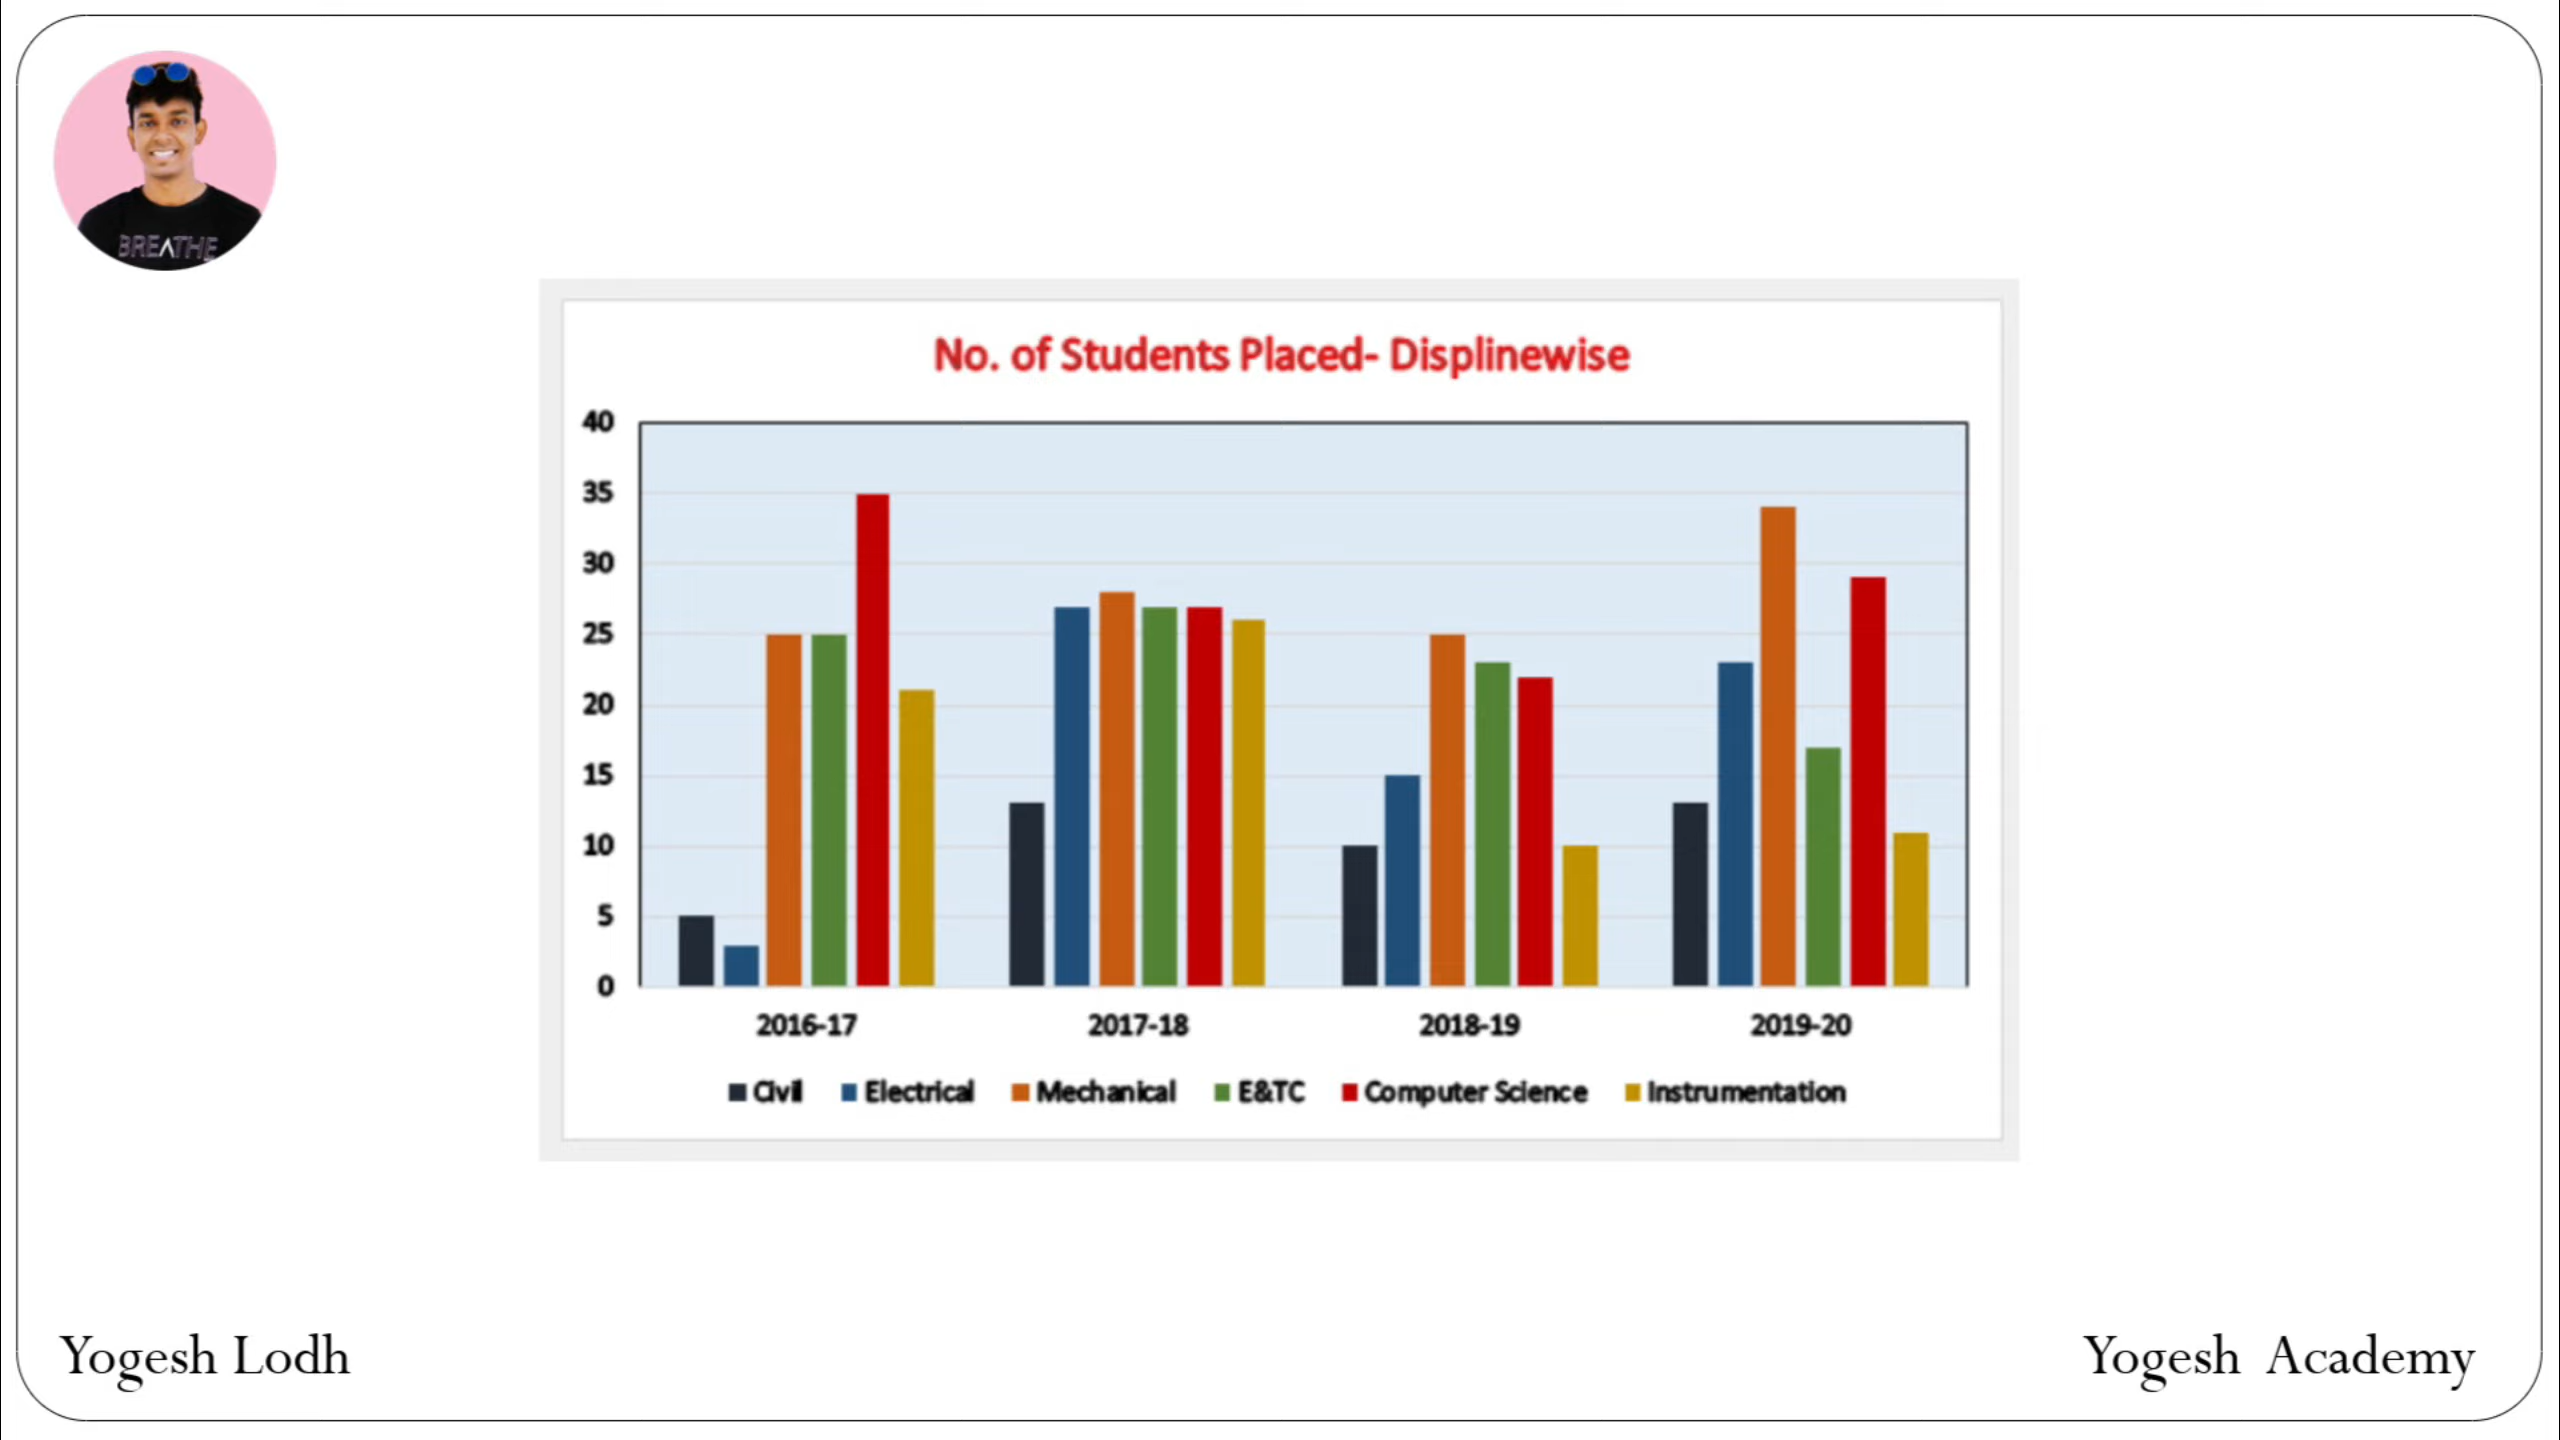 BREATHE
No. of Students Placed- Displinewise
40
35
30
25
20
15
10
5
0
2016-17 2017-18 2018-19 2019-20
Civil Electrical Mechanical E&TC Computer Science Instrumentation
Yogesh Lodh
Yogesh Academy